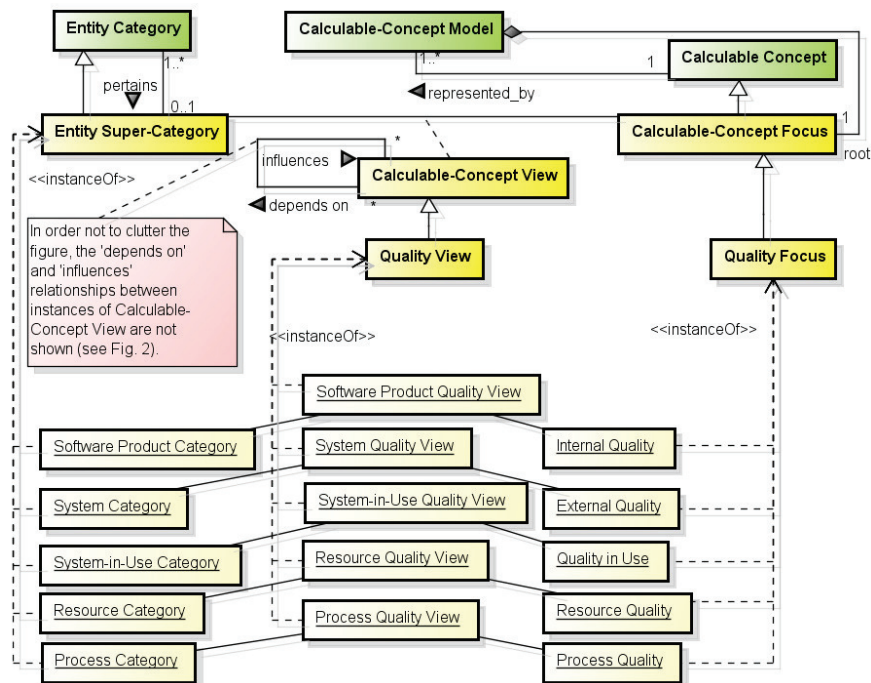 Entity Category
Calculable-Concept Model
1..*
1..*
1
Calculable Concept
pertains
represented_by
0..1
1
Entity Super-Category
Calculable-Concept Focus
*
influences
root
<<instanceOf>>
Calculable-Concept View
depends on
*
In order not to clutter the
figure, the 'depends on'
and 'influences'
relationships between
instances of Calculable-
Concept View are not
shown (see Fig. 2).
Quality View
Quality Focus
<<instanceOf>>
<<instanceOf>>
Software Product Quality View
Software Product Category
System Quality View
Internal Quality
System Category
System-in-Use Quality View
External Quality
System-in-Use Category
Resource Quality View
Quality in Use
Resource Category
Process Quality View
Resource Quality
Process Category
Process Quality